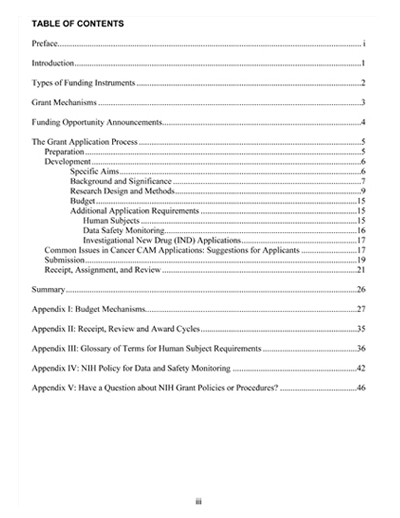 TABLE OF CONTENTS
Preface.......... i
Introduction..........1
Types of Funding Instruments..........2
Grant Mechanisms..........3
Funding Opportunity Announcements..........4
The Grant Application Process..........5
Preparation..........5
Development..........6
Specific Aims..........6
Background and Significance..........7
Research Design and Methods..........9
Budget..........15
Additional Application Requirements..........15
Human Subjects..........15
Data Safety Monitoring..........16
Investigational New Drug (IND) Applications..........17
Common Issues in Cancer CAM Applications: Suggestions for Applicants..........17
Submission..........19
Receipt, Assignment, and Review..........21
Summary..........26
Appendix I: Budget Mechanisms..........27
Appendix II: Receipt, Review and Award Cycles..........35
Appendix III: Glossary of Terms for Human Subject Requirements..........36
Appendix IV: NIH Policy for Data and Safety Monitoring..........42
Appendix V: Have a Question about NIH Grant Policies or Procedures?..........46
iii